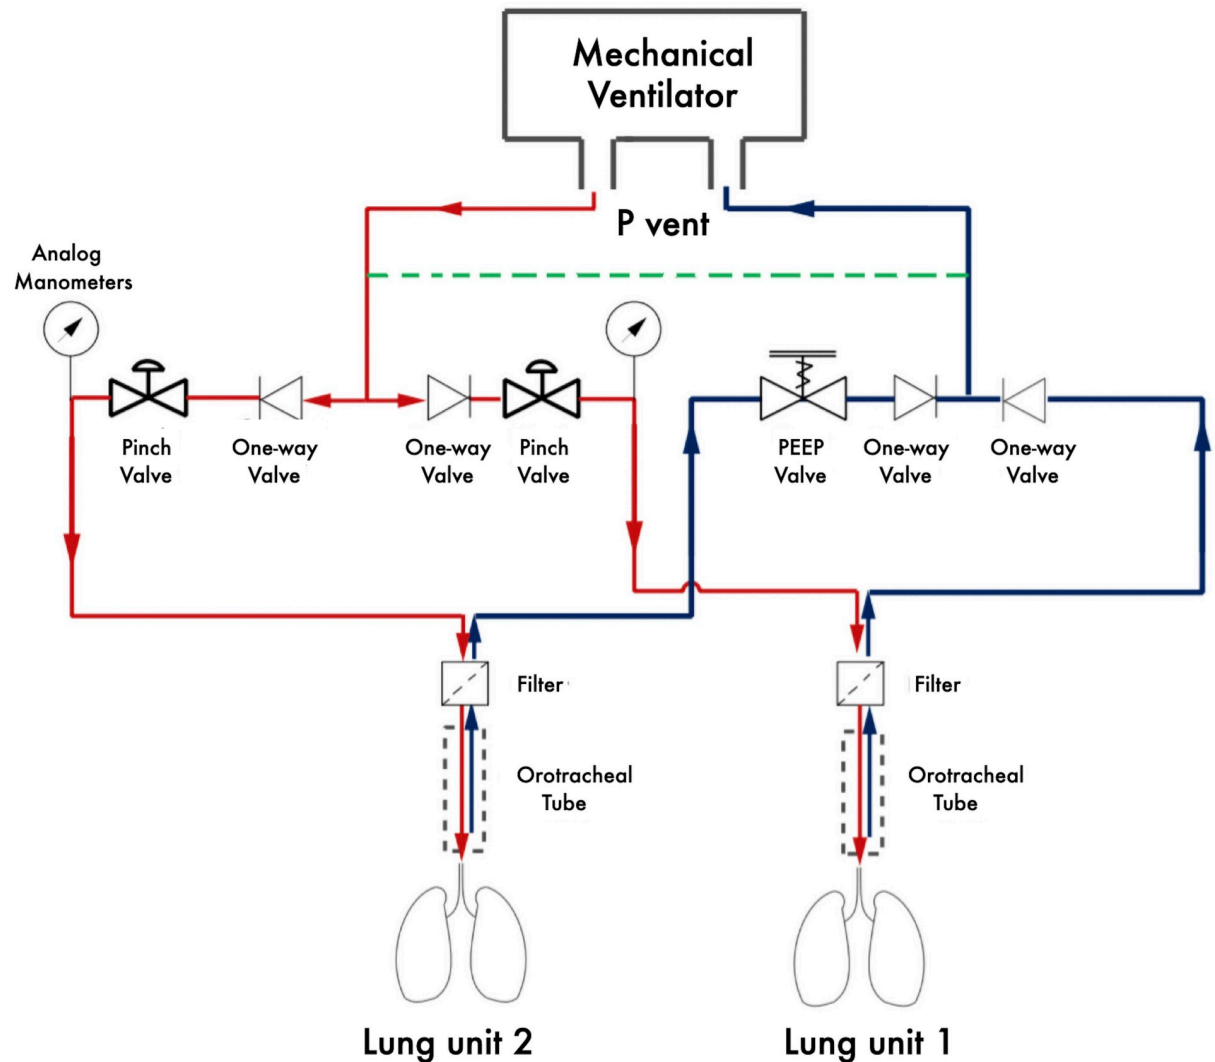 Mechanical
Ventilator
P vent
Analog
Manometers
Pinch
Valve
One-way
Valve
One-way
Valve
Pinch
Valve
PEEP
Valve
One-way
Valve
One-way
Valve
Filter
Filter
Orotracheal
Tube
Orotracheal
Tube
Lung unit 2
Lung unit 1